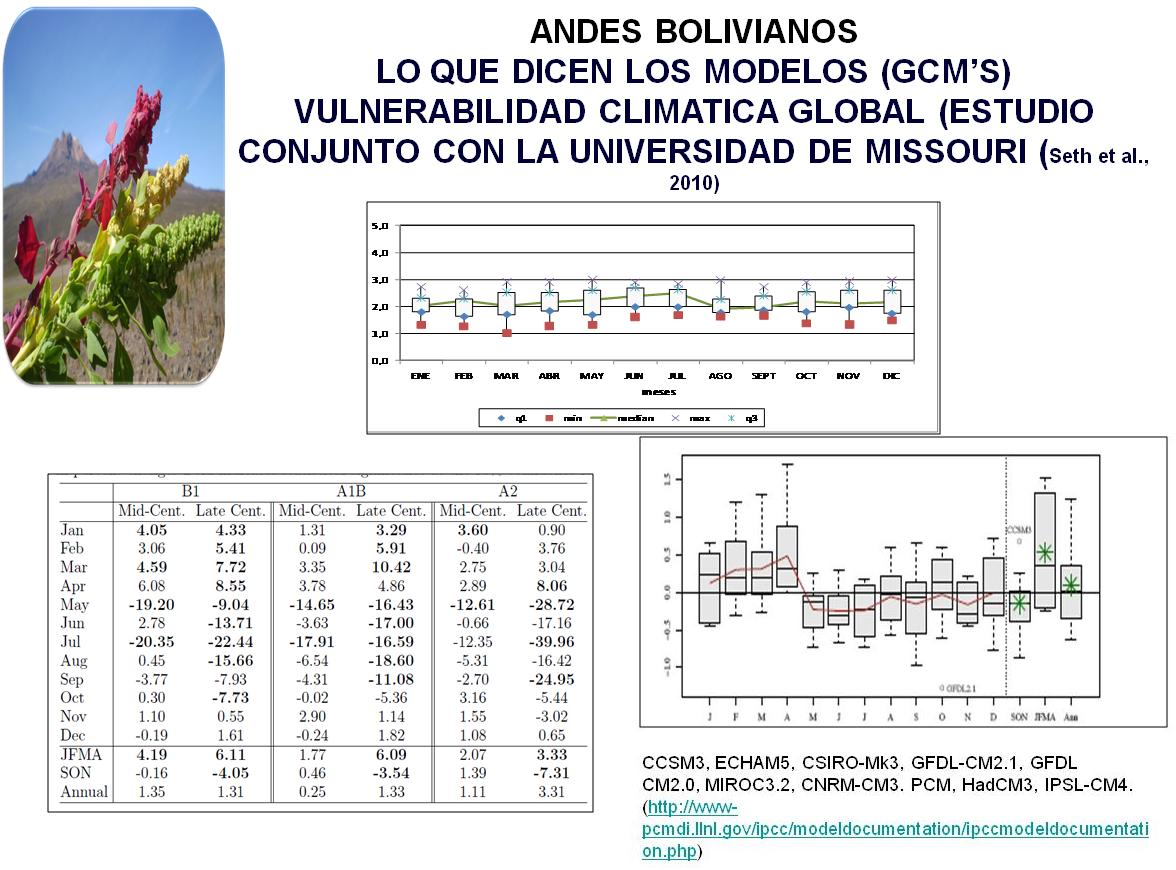 ANDES BOLIVIANOS
LO QUE DICEN LOS MODELOS (GCM'S)
VULNERABILIDAD CLIMATICA GLOBAL (ESTUDIO
CONJUNTO CON LA UNIVERSIDAD DE MISSOURI (Seth et al.,
2010)
5,0
4,0
3,0
2,0
1,0
0,0
ENE FEB MAR ABR MAY JUN JUL AGO SEPT OCT NOV DIC
meses
q1 min median max q3
B1 A1B A2
Mid-Cent. Late Cent. Mid-Cent. Late Cent. Mid-Cent. Late Cent.
Jan 4.05 4.33 1.31 3.29 3.60 0.90
Feb 3.06 5.41 0.09 5.91 -0.40 3.76
Mar 4.59 7.72 3.35 10.42 2.75 3.04
Apr 6.08 8.55 3.78 4.86 2.89 8.06
May -19.20 -9.04 -14.65 -16.43 -12.61 -28.72
Jun 2.78 -13.71 -3.63 -17.00 -0.66 -17.16
Jul -20.35 -22.44 -17.91 -16.59 -12.35 -39.96
Aug 0.45 -15.66 -6.54 -18.60 -5.31 -16.42
Sep -3.77 -7.93 -4.31 -11.08 -2.70 -24.95
Oct 0.30 -7.73 -0.02 -5.36 3.16 -5.44
Nov 1.10 0.55 2.90 1.14 1.55 -3.02
Dec -0.19 1.61 -0.24 1.82 1.08 0.65
JFMA 4.19 6.11 1.77 6.09 2.07 3.33
SON -0.16 -4.05 0.46 -3.54 1.39 -7.31
Annual 1.35 1.31 0.25 1.33 1.11 3.31
1.5
1.0
0.5
0.0
-0.5
-1.0
CCSM3
GFDL2.1
J F M A M J J A S O N D SON JFMA Ann
CCSM3, ECHAM5, CSIRO-Mk3, GFDL-CM2.1, GFDL
CM2.0, MIROC3.2, CNRM-CM3. PCM, HadCM3, IPSL-CM4.
(http://www-
pcmdi.llnl.gov/ipcc/modeldocumentation/ipccmodeldocumentati
on.php)